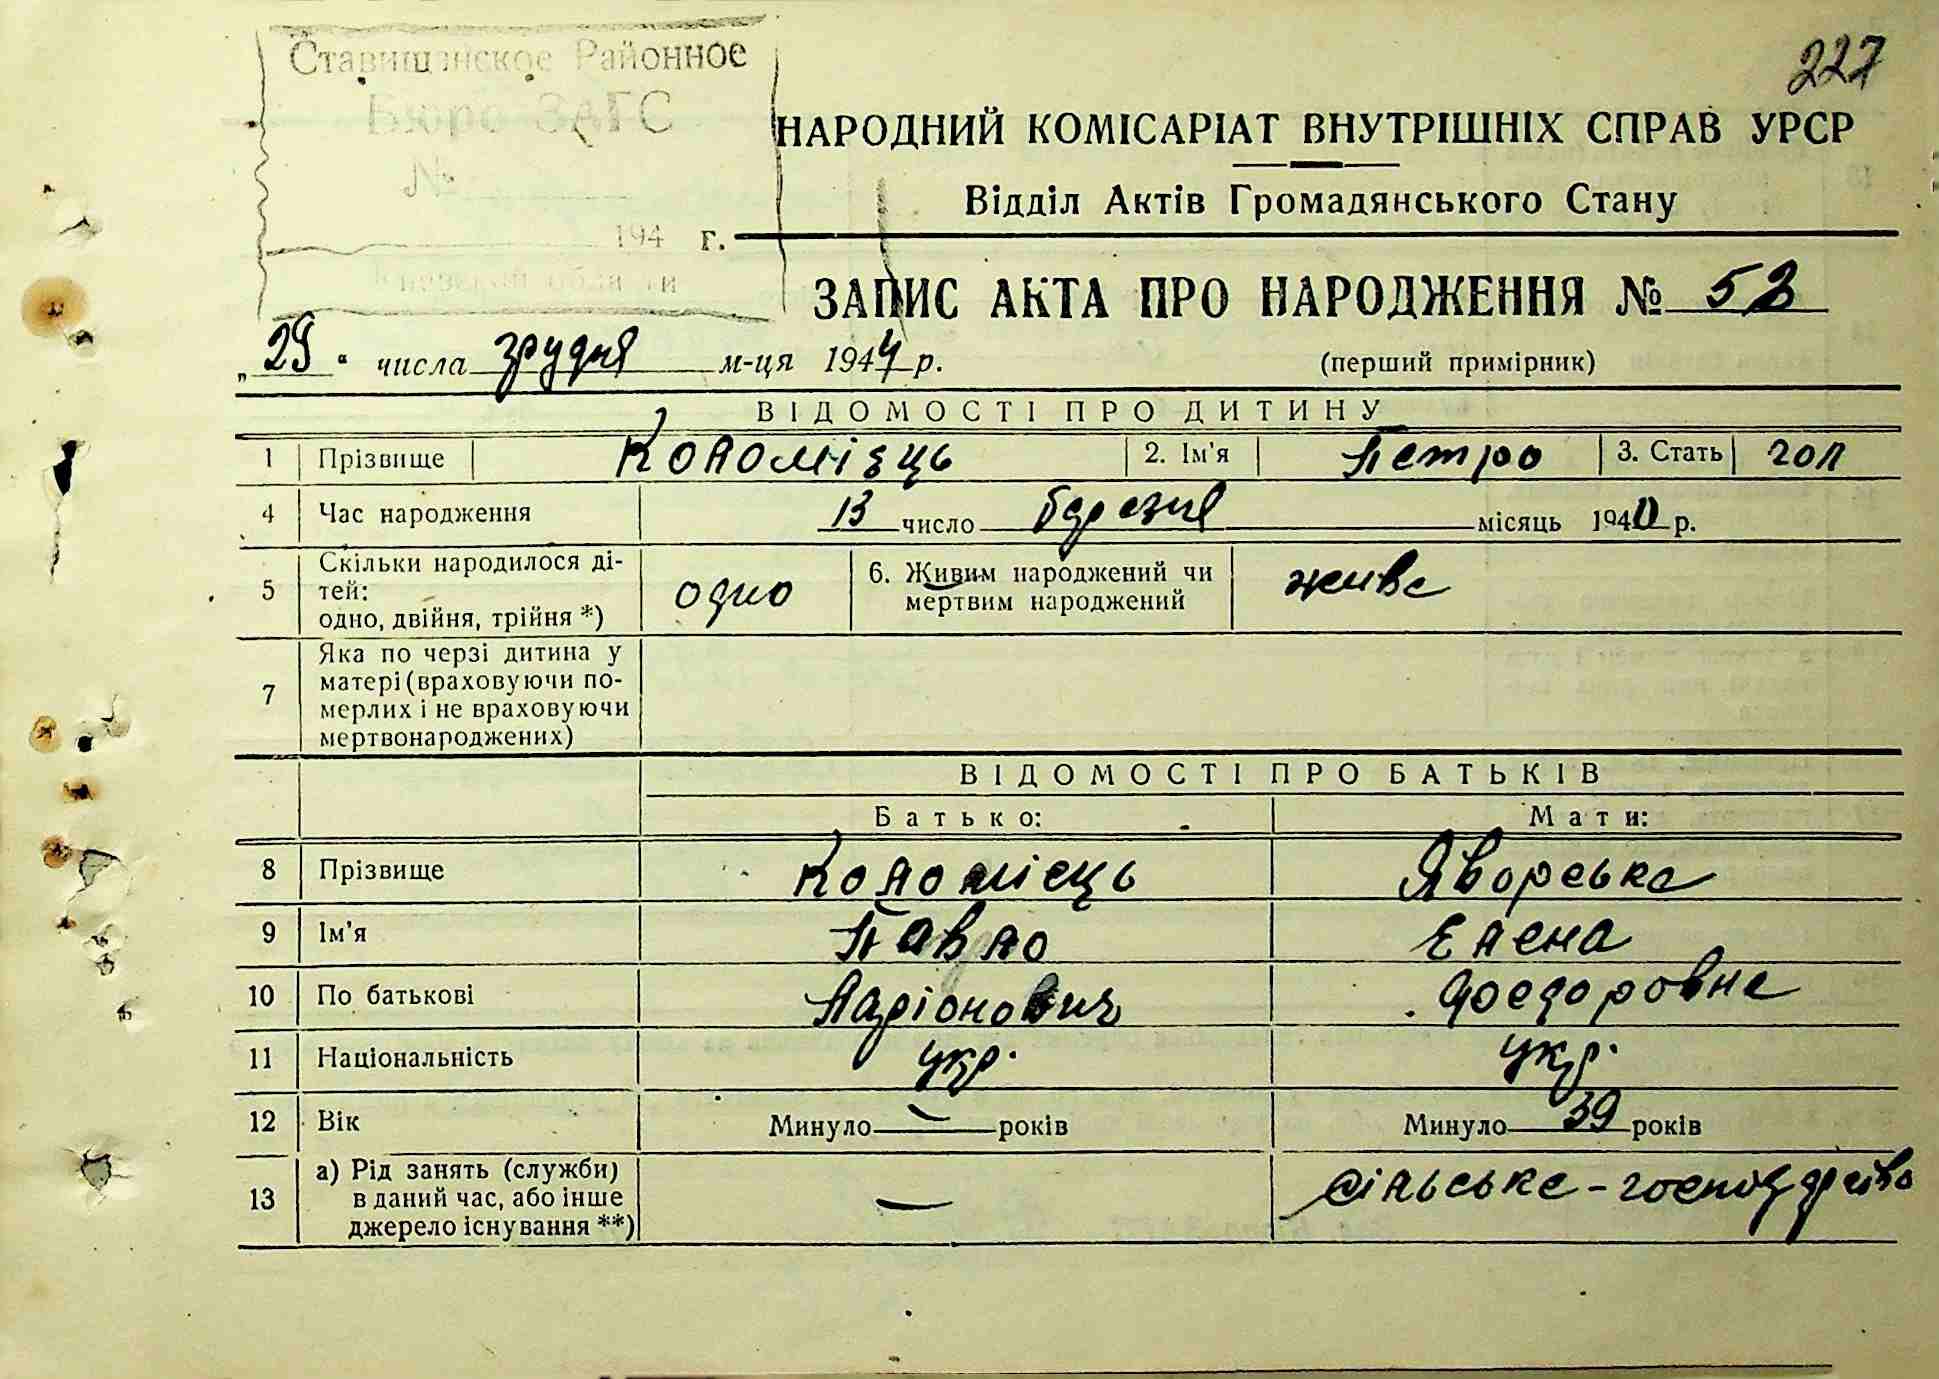 227
Ставищанское Районное
Бюро ЗАГС
№
194 г.
Киевской области
НАРОДНИЙ КОМІСАРІАТ ВНУТРІШНІХ СПРАВ УРСР
Відділ Актів Громадянського Стану
ЗАПИС АКТА ПРО НАРОДЖЕННЯ № 52
„29“ числа грудня м-ця 1944 р. (перший примірник)
ВІДОМОСТІ ПРО ДИТИНУ
1 Прізвище Коломієць 2. Ім'я Петро 3. Стать чол
4 Час народження 13 число березня місяць 1940 р.
5 Скільки народилося ді-
тей:
одно, двійня, трійня *) одно 6. Живим народжений чи
мертвим народжений живе
7 Яка по черзі дитина у
матері (враховуючи по-
мерлих і не враховуючи
мертвонароджених)
ВІДОМОСТІ ПРО БАТЬКІВ
Батько: Мати:
8 Прізвище Коломієць Яворська
9 Ім'я Павло Елена
10 По батькові Ларіонович Федоровна
11 Національність укр. укр.
12 Вік Минуло — років Минуло 39 років
13 а) Рід занять (служби)
в даний час, або інше
джерело існування **) — сільське-господарство